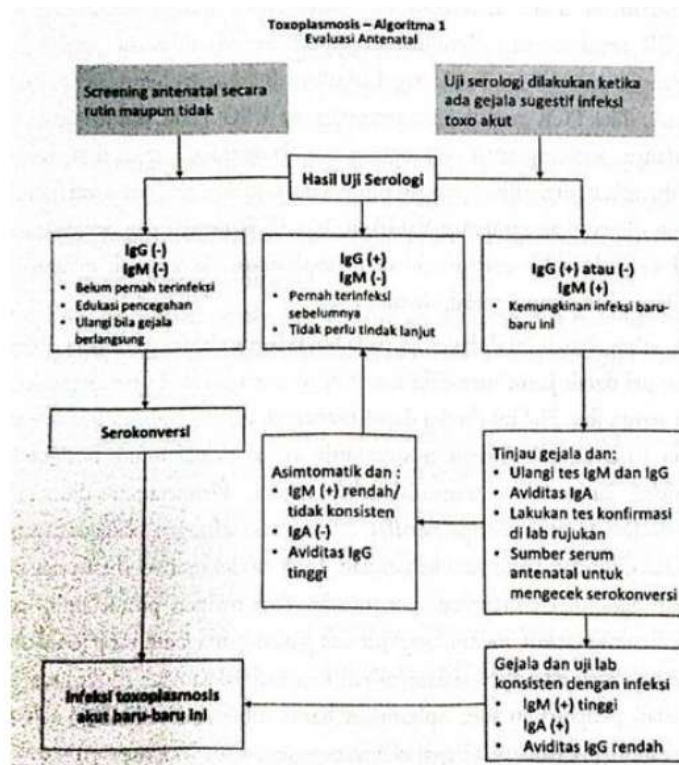 Toxoplasmosis – Algoritma 1
Evaluasi Antenatal
Screening antenatal secara
rutin maupun tidak
Uji serologi dilakukan ketika
ada gejala sugestif infeksi
toxo akut
Hasil Uji Serologi
IgG (-)
IgM (-)
• Belum pernah terinfeksi
• Edukasi pencegahan
• Ulangi bila gejala
berlangsung
IgG (+)
IgM (-)
• Pernah terinfeksi
sebelumnya
• Tidak perlu tindak lanjut
IgG (+) atau (-)
IgM (+)
• Kemungkinan infeksi baru-
baru ini
Serokonversi
Asimtomatik dan :
• IgM (+) rendah/
tidak konsisten
• IgA (-)
• Aviditas IgG
tinggi
Tinjau gejala dan:
• Ulangi tes IgM dan IgG
• Aviditas IgA
• Lakukan tes konfirmasi
di lab rujukan
• Sumber serum
antenatal untuk
mengecek serokonversi
Infeksi toxoplasmosis
akut baru-baru ini
Gejala dan uji lab
konsisten dengan infeksi
• IgM (+) tinggi
• IgA (+)
• Aviditas IgG rendah